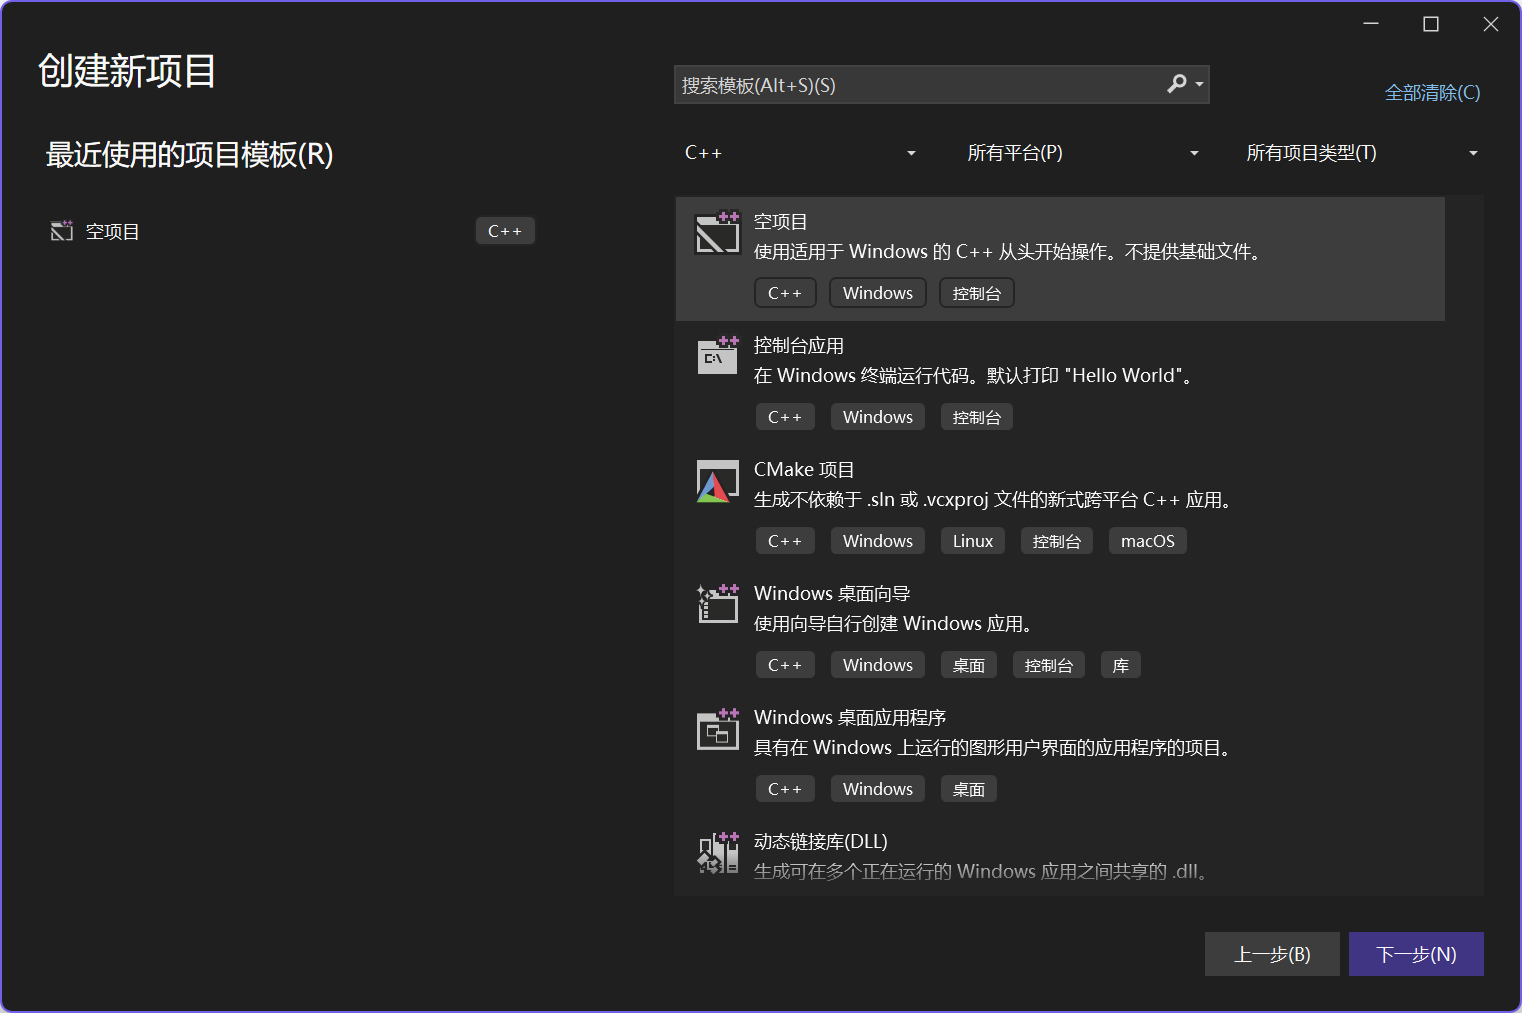 创建新项目
搜索模板(Alt+S)(S)
全部清除(C)
最近使用的项目模板(R)
C++
所有平台(P)
所有项目类型(T)
空项目
C++
空项目
使用适用于 Windows 的 C++ 从头开始操作。不提供基础文件。
C++ Windows 控制台
C:\
控制台应用
在 Windows 终端运行代码。默认打印 "Hello World"。
C++ Windows 控制台
CMake 项目
生成不依赖于 .sln 或 .vcxproj 文件的新式跨平台 C++ 应用。
C++ Windows Linux 控制台 macOS
Windows 桌面向导
使用向导自行创建 Windows 应用。
C++ Windows 桌面 控制台 库
Windows 桌面应用程序
具有在 Windows 上运行的图形用户界面的应用程序的项目。
C++ Windows 桌面
动态链接库(DLL)
生成可在多个正在运行的 Windows 应用之间共享的 .dll。
上一步(B)
下一步(N)